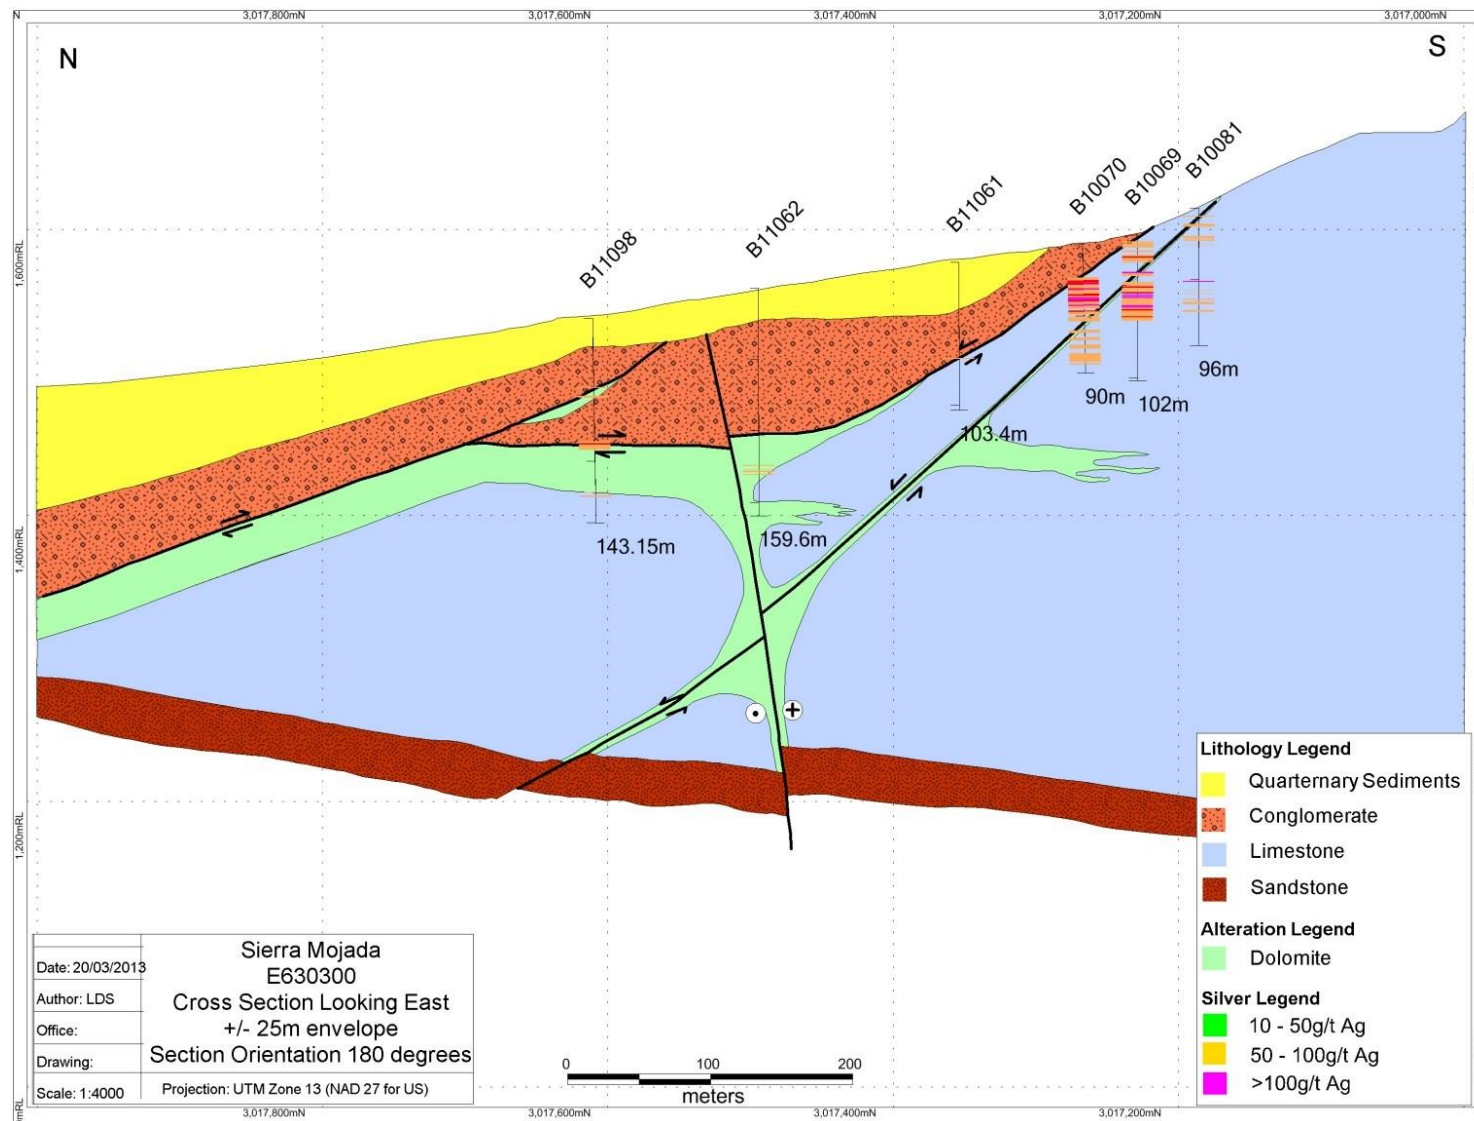 N
3,017,800mN
3,017,600mN
3,017,400mN
3,017,200mN
3,017,000mN
N
S
B10081
B10069
B10070
B11061
B11062
B11098
1,600mRL
1,400mRL
1,200mRL
mRL
96m
90m
102m
103.4m
159.6m
143.15m
Lithology Legend
Quarternary Sediments
Conglomerate
Limestone
Sandstone
Alteration Legend
Dolomite
Silver Legend
10 - 50g/t Ag
50 - 100g/t Ag
>100g/t Ag
Date: 20/03/2013
Author: LDS
Office:
Drawing:
Scale: 1:4000
Sierra Mojada
E630300
Cross Section Looking East
+/- 25m envelope
Section Orientation 180 degrees
Projection: UTM Zone 13 (NAD 27 for US)
0 100 200
meters
3,017,800mN
3,017,600mN
3,017,400mN
3,017,200mN